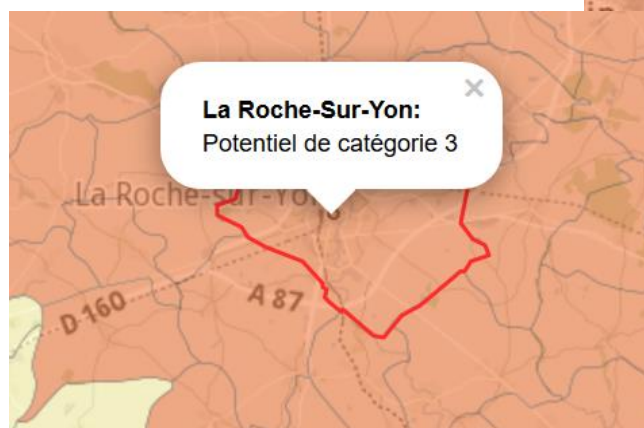 La Roche-Sur-Yon:
Potentiel de catégorie 3
La Roche-sur-Yon
A 87
D 160